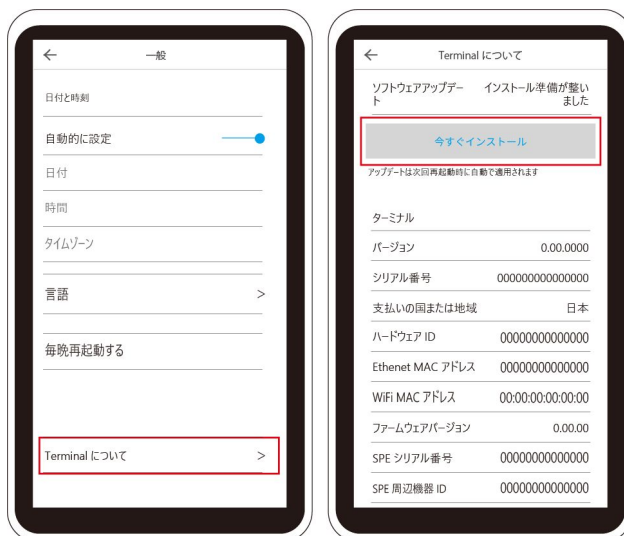 ←
一般
日付と時刻
自動的に設定
日付
時間
タイムゾーン
言語 >
毎晩再起動する
Terminal について >
←
Terminal について
ソフトウェアアップデー
ト
インストール準備が整い
ました
今すぐインストール
アップデートは次回再起動時に自動で適用されます
ターミナル
バージョン 0.00.0000
シリアル番号 000000000000000
支払いの国または地域 日本
ハードウェア ID 00000000000000
Ethenet MAC アドレス 00000000000000
WiFi MAC アドレス 00:00:00:00:00:00
ファームウェアバージョン 0.00.00
SPE シリアル番号 00000000000000
SPE 周辺機器 ID 00000000000000